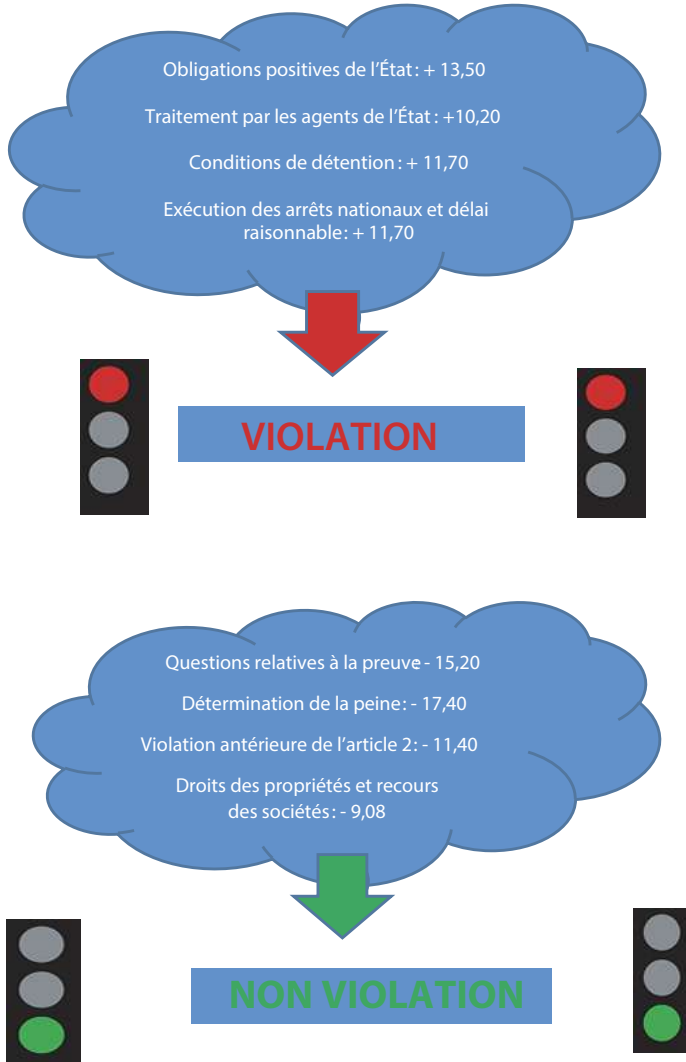 Obligations positives de l’État : + 13,50
Traitement par les agents de l’État : +10,20
Conditions de détention : + 11,70
Exécution des arrêts nationaux et délai
raisonnable : + 11,70
VIOLATION
Questions relatives à la preuve - 15,20
Détermination de la peine : - 17,40
Violation antérieure de l’article 2 : - 11,40
Droits des propriétés et recours
des sociétés : - 9,08
NON VIOLATION